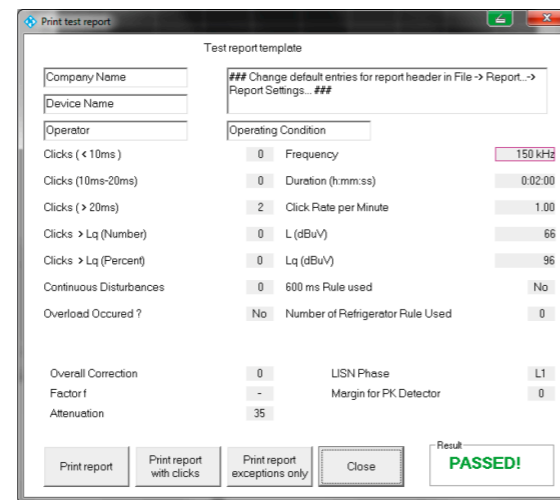 Print test report
Test report template
Company Name
### Change default entries for report header in File -> Report...->
Report Settings... ###
Device Name
Operator
Operating Condition
Clicks ( < 10ms ) 0 Frequency 150 kHz
Clicks (10ms-20ms) 0 Duration (h:mm:ss) 0:02:00
Clicks ( > 20ms) 2 Click Rate per Minute 1.00
Clicks > Lq (Number) 0 L (dBuV) 66
Clicks > Lq (Percent) 0 Lq (dBuV) 96
Continuous Disturbances 0 600 ms Rule used No
Overload Occured ? No Number of Refrigerator Rule Used 0
Overall Correction 0 LISN Phase L1
Factor f - Margin for PK Detector 0
Attenuation 35
Print report
Print report
with clicks
Print report
exceptions only
Close
Result
PASSED!